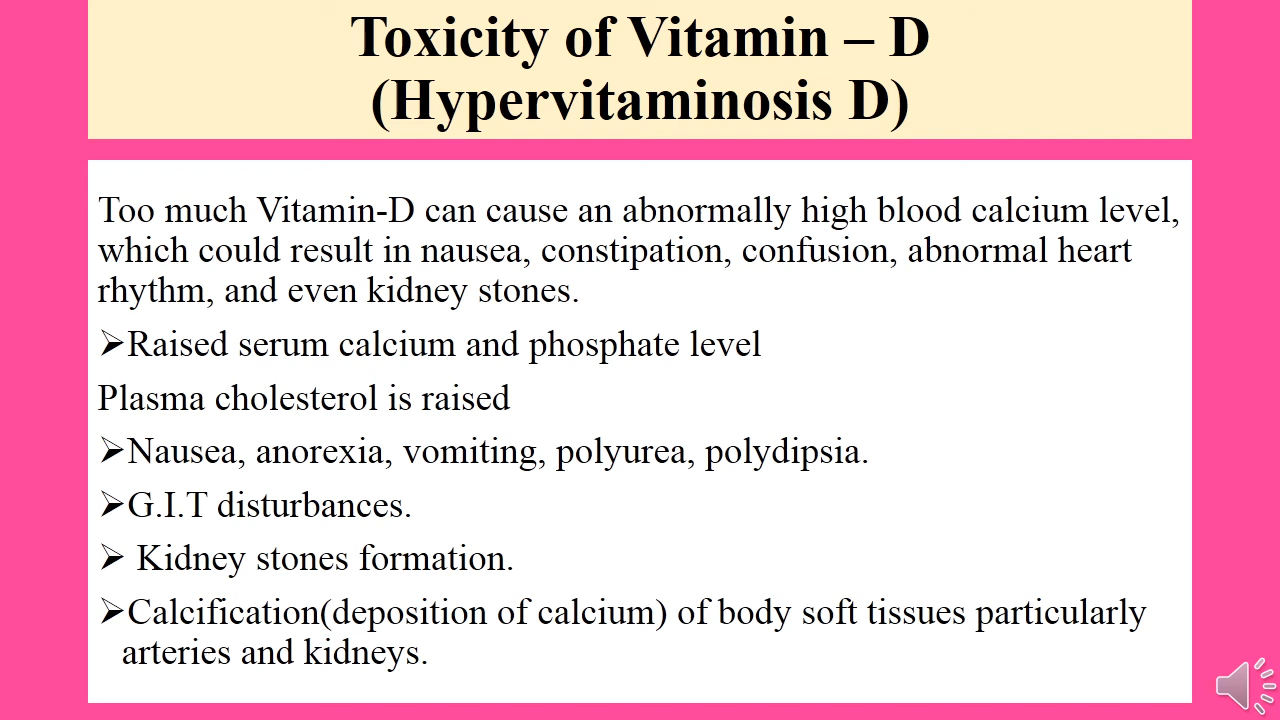 Toxicity of Vitamin – D
(Hypervitaminosis D)
Too much Vitamin-D can cause an abnormally high blood calcium level,
which could result in nausea, constipation, confusion, abnormal heart
rhythm, and even kidney stones.
➢Raised serum calcium and phosphate level
Plasma cholesterol is raised
➢Nausea, anorexia, vomiting, polyurea, polydipsia.
➢G.I.T disturbances.
➢ Kidney stones formation.
➢Calcification(deposition of calcium) of body soft tissues particularly
arteries and kidneys.